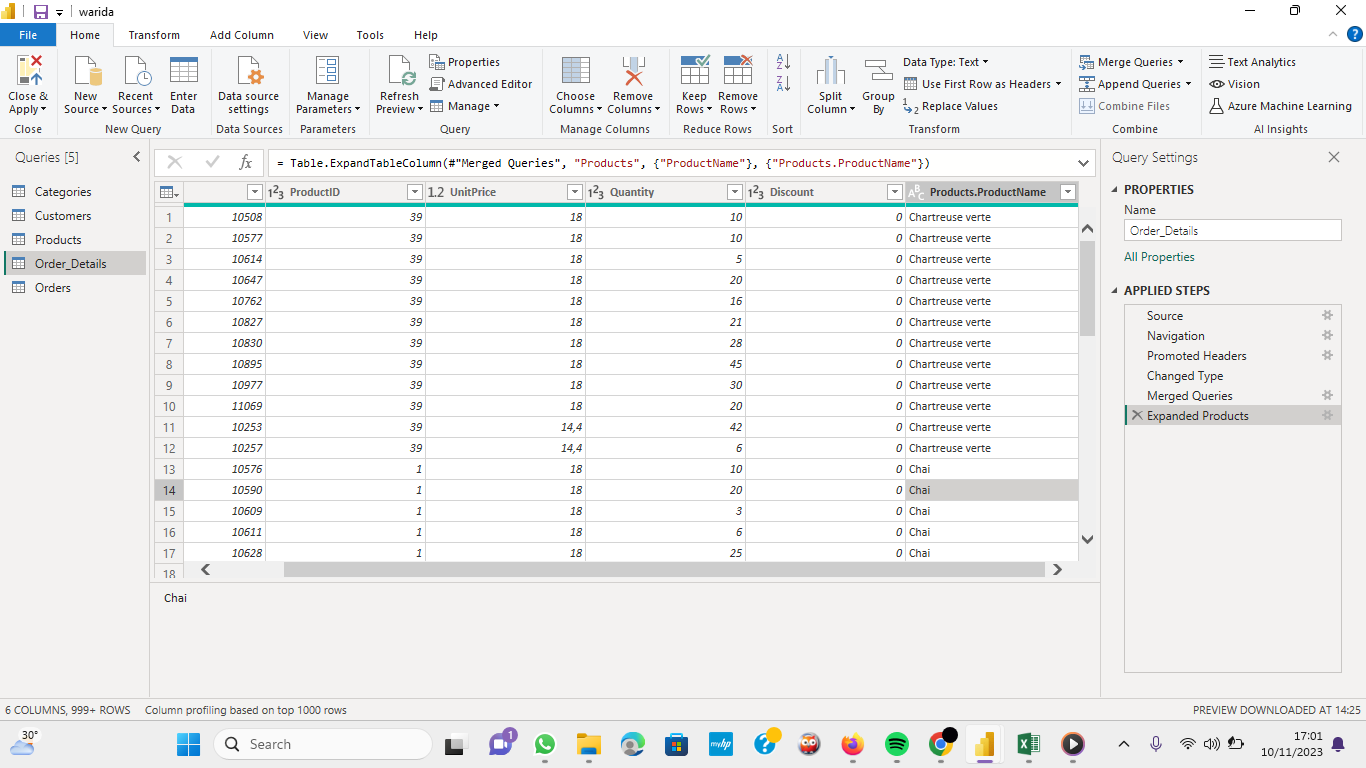 warida
File Home Transform Add Column View Tools Help
Close & Apply
New Source
Recent Sources
Enter Data
Data source settings
Manage Parameters
Refresh Preview
Properties
Advanced Editor
Manage
Choose Columns
Remove Columns
Keep Rows
Remove Rows
Split Column
Group By
Data Type: Text
Use First Row as Headers
Replace Values
Merge Queries
Append Queries
Combine Files
Text Analytics
Vision
Azure Machine Learning
Close New Query Data Sources Parameters Query Manage Columns Reduce Rows Sort Transform Combine AI Insights
Queries [5]
Categories
Customers
Products
Order_Details
Orders
= Table.ExpandTableColumn(#"Merged Queries", "Products", {"ProductName"}, {"Products.ProductName"})
ProductID 1.2 UnitPrice Quantity Discount Products.ProductName
1 10508 39 18 10 0 Chartreuse verte
2 10577 39 18 10 0 Chartreuse verte
3 10614 39 18 5 0 Chartreuse verte
4 10647 39 18 20 0 Chartreuse verte
5 10762 39 18 16 0 Chartreuse verte
6 10827 39 18 21 0 Chartreuse verte
7 10830 39 18 28 0 Chartreuse verte
8 10895 39 18 45 0 Chartreuse verte
9 10977 39 18 30 0 Chartreuse verte
10 11069 39 18 20 0 Chartreuse verte
11 10253 39 14,4 42 0 Chartreuse verte
12 10257 39 14,4 6 0 Chartreuse verte
13 10576 1 18 10 0 Chai
14 10590 1 18 20 0 Chai
15 10609 1 18 3 0 Chai
16 10611 1 18 6 0 Chai
17 10628 1 18 25 0 Chai
18
Chai
Query Settings
PROPERTIES
Name
Order_Details
All Properties
APPLIED STEPS
Source
Navigation
Promoted Headers
Changed Type
Merged Queries
Expanded Products
6 COLUMNS, 999+ ROWS Column profiling based on top 1000 rows PREVIEW DOWNLOADED AT 14:25
30°
Search
1
myhp
17:01
10/11/2023